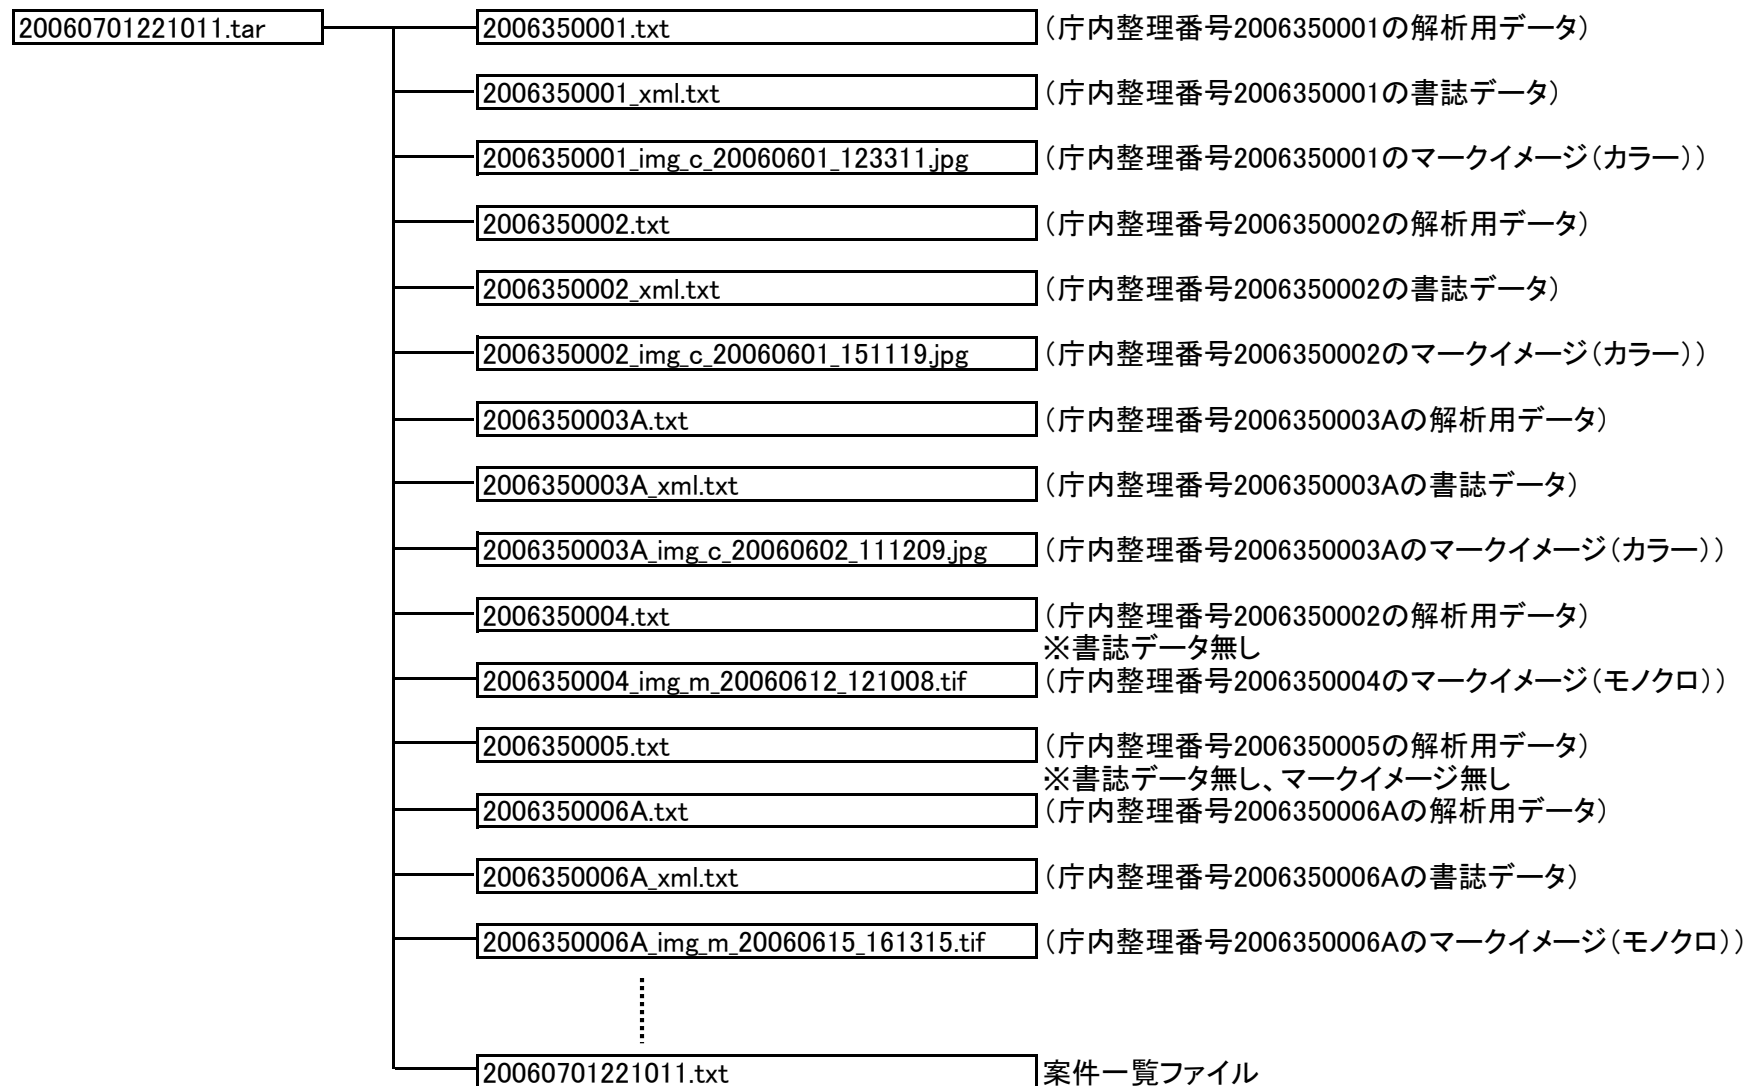 20060701221011.tar
2006350001.txt (庁内整理番号2006350001の解析用データ)
2006350001_xml.txt (庁内整理番号2006350001の書誌データ)
2006350001_img_c_20060601_123311.jpg (庁内整理番号2006350001のマークイメージ(カラー))
2006350002.txt (庁内整理番号2006350002の解析用データ)
2006350002_xml.txt (庁内整理番号2006350002の書誌データ)
2006350002_img_c_20060601_151119.jpg (庁内整理番号2006350002のマークイメージ(カラー))
2006350003A.txt (庁内整理番号2006350003Aの解析用データ)
2006350003A_xml.txt (庁内整理番号2006350003Aの書誌データ)
2006350003A_img_c_20060602_111209.jpg (庁内整理番号2006350003Aのマークイメージ(カラー))
2006350004.txt (庁内整理番号2006350002の解析用データ)
※書誌データ無し
2006350004_img_m_20060612_121008.tif (庁内整理番号2006350004のマークイメージ(モノクロ))
2006350005.txt (庁内整理番号2006350005の解析用データ)
※書誌データ無し、マークイメージ無し
2006350006A.txt (庁内整理番号2006350006Aの解析用データ)
2006350006A_xml.txt (庁内整理番号2006350006Aの書誌データ)
2006350006A_img_m_20060615_161315.tif (庁内整理番号2006350006Aのマークイメージ(モノクロ))
20060701221011.txt 案件一覧ファイル